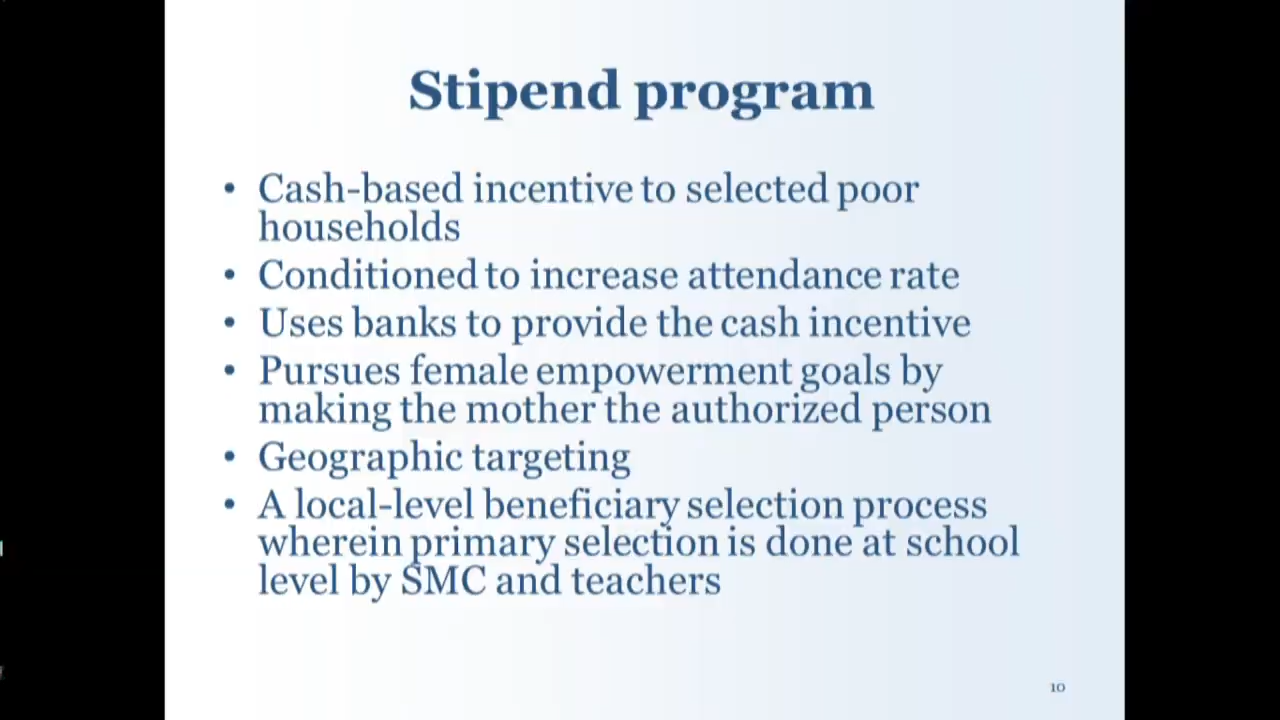 Stipend program
• Cash-based incentive to selected poor
households
• Conditioned to increase attendance rate
• Uses banks to provide the cash incentive
• Pursues female empowerment goals by
making the mother the authorized person
• Geographic targeting
• A local-level beneficiary selection process
wherein primary selection is done at school
level by SMC and teachers
10